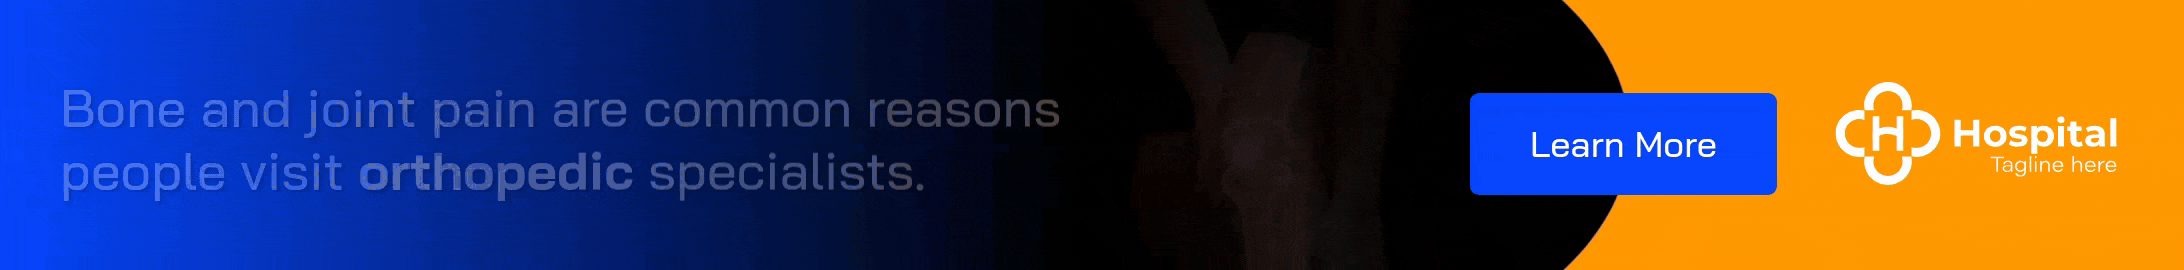 Bone and joint pain are common reasons
people visit orthopedic specialists.
Learn More
H
Hospital
Tagline here